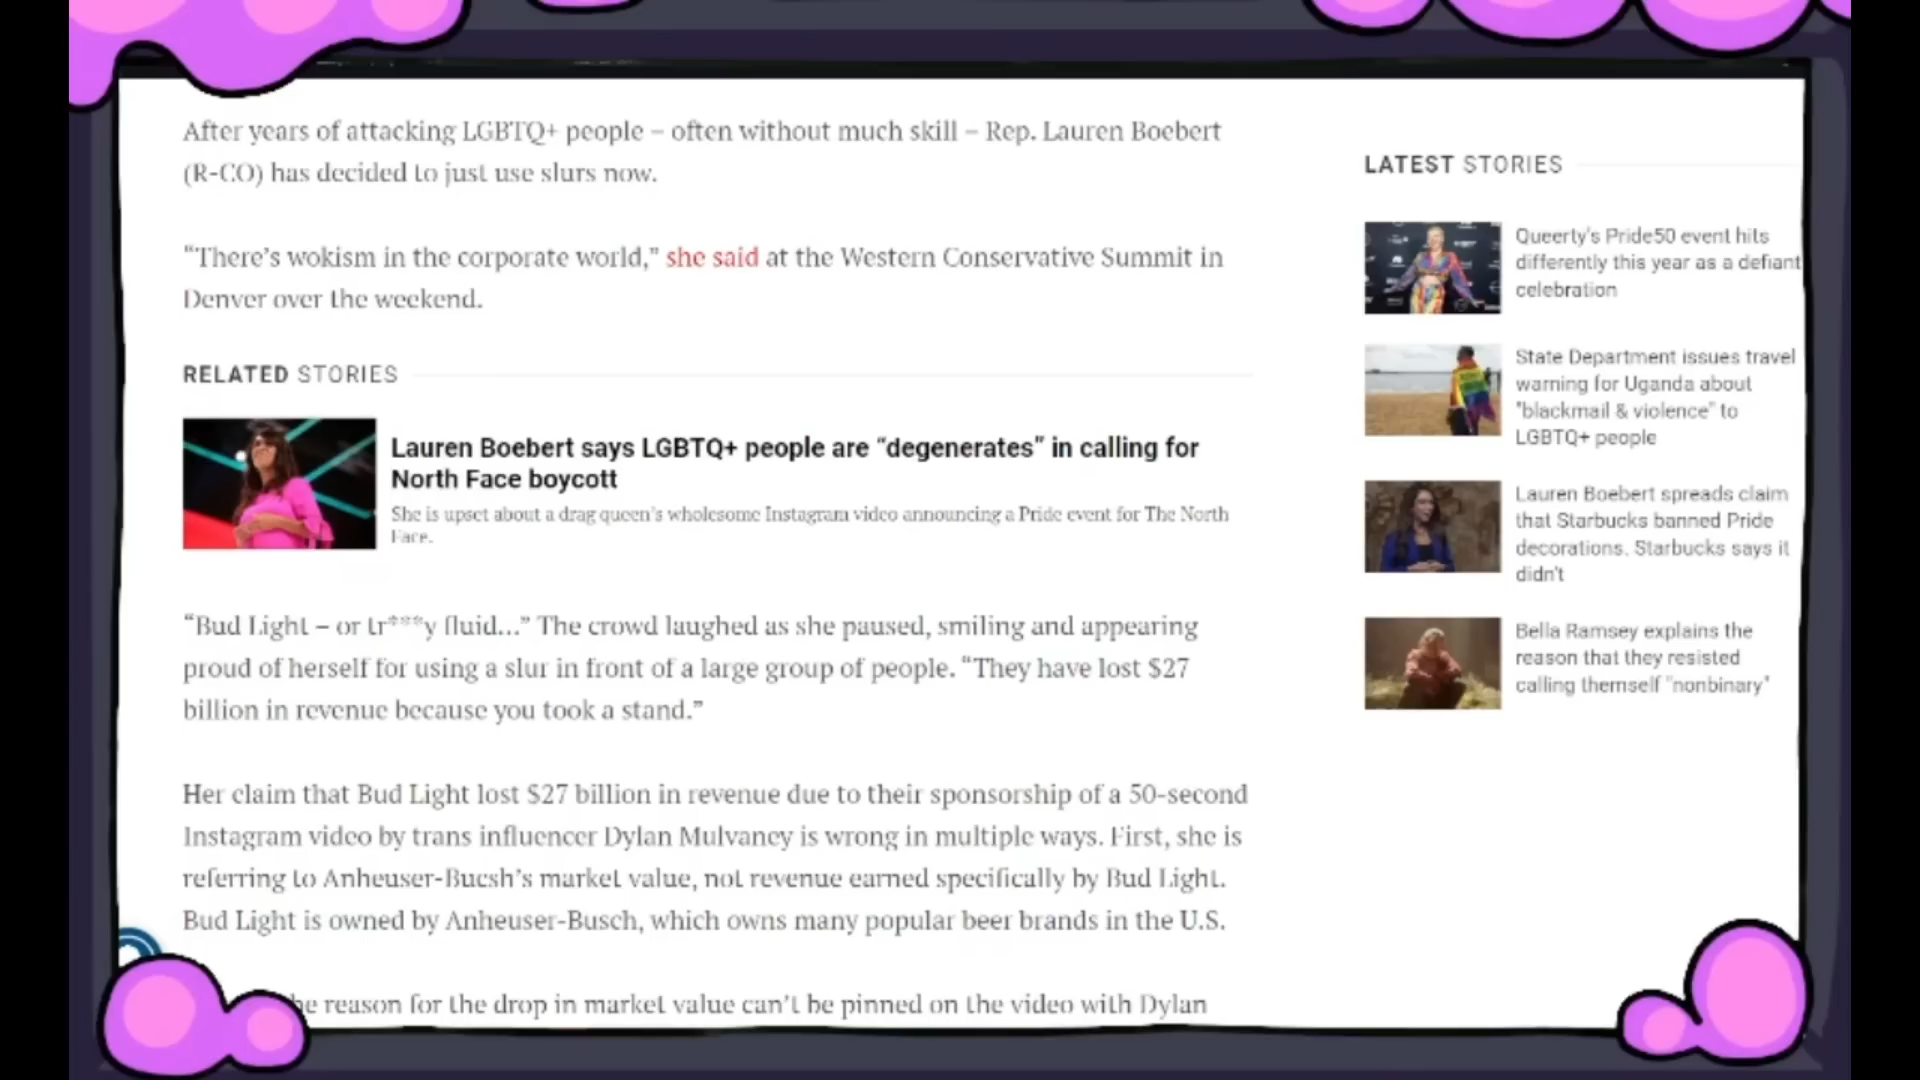 After years of attacking LGBTQ+ people – often without much skill – Rep. Lauren Boebert
(R-CO) has decided to just use slurs now.
“There’s wokism in the corporate world,” she said at the Western Conservative Summit in
Denver over the weekend.
RELATED STORIES
Lauren Boebert says LGBTQ+ people are “degenerates” in calling for
North Face boycott
She is upset about a drag queen’s wholesome Instagram video announcing a Pride event for The North
Face.
“Bud Light – or tr***y fluid…” The crowd laughed as she paused, smiling and appearing
proud of herself for using a slur in front of a large group of people. “They have lost $27
billion in revenue because you took a stand.”
Her claim that Bud Light lost $27 billion in revenue due to their sponsorship of a 50-second
Instagram video by trans influencer Dylan Mulvaney is wrong in multiple ways. First, she is
referring to Anheuser-Bucsh’s market value, not revenue earned specifically by Bud Light.
Bud Light is owned by Anheuser-Busch, which owns many popular beer brands in the U.S.
reason for the drop in market value can’t be pinned on the video with Dylan
LATEST STORIES
Queerty's Pride50 event hits
differently this year as a defiant
celebration
State Department issues travel
warning for Uganda about
"blackmail & violence" to
LGBTQ+ people
Lauren Boebert spreads claim
that Starbucks banned Pride
decorations. Starbucks says it
didn't
Bella Ramsey explains the
reason that they resisted
calling themself "nonbinary"